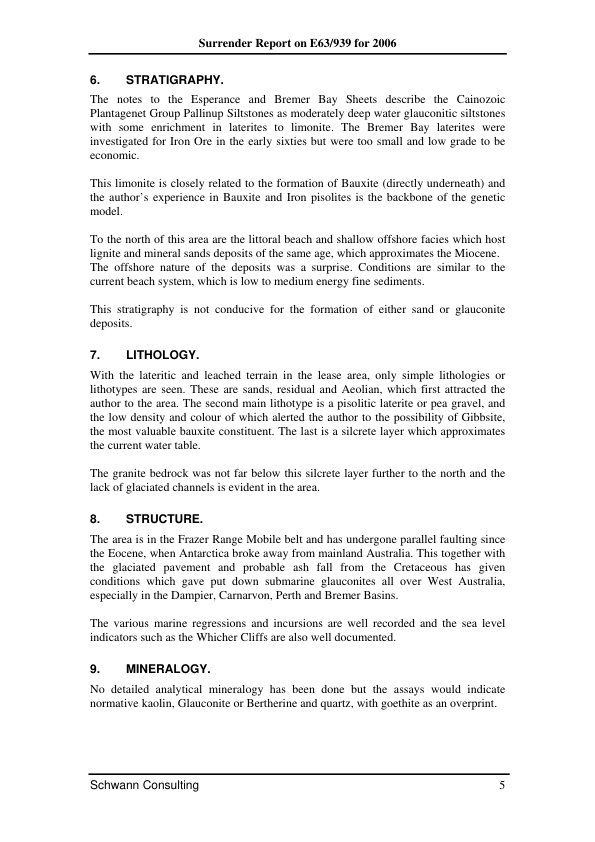 Surrender Report on E63/939 for 2006
6. STRATIGRAPHY.
The notes to the Esperance and Bremer Bay Sheets describe the Cainozoic
Plantagenet Group Pallinup Siltstones as moderately deep water glauconitic siltstones
with some enrichment in laterites to limonite. The Bremer Bay laterites were
investigated for Iron Ore in the early sixties but were too small and low grade to be
economic.
This limonite is closely related to the formation of Bauxite (directly underneath) and
the author's experience in Bauxite and Iron pisolites is the backbone of the genetic
model.
To the north of this area are the littoral beach and shallow offshore facies which host
lignite and mineral sands deposits of the same age, which approximates the Miocene.
The offshore nature of the deposits was a surprise. Conditions are similar to the
current beach system, which is low to medium energy fine sediments.
This stratigraphy is not conducive for the formation of either sand or glauconite
deposits.
7. LITHOLOGY.
With the lateritic and leached terrain in the lease area, only simple lithologies or
lithotypes are seen. These are sands, residual and Aeolian, which first attracted the
author to the area. The second main lithotype is a pisolitic laterite or pea gravel, and
the low density and colour of which alerted the author to the possibility of Gibbsite,
the most valuable bauxite constituent. The last is a silcrete layer which approximates
the current water table.
The granite bedrock was not far below this silcrete layer further to the north and the
lack of glaciated channels is evident in the area.
8. STRUCTURE.
The area is in the Frazer Range Mobile belt and has undergone parallel faulting since
the Eocene, when Antarctica broke away from mainland Australia. This together with
the glaciated pavement and probable ash fall from the Cretaceous has given
conditions which gave put down submarine glauconites all over West Australia,
especially in the Dampier, Carnarvon, Perth and Bremer Basins.
The various marine regressions and incursions are well recorded and the sea level
indicators such as the Whicher Cliffs are also well documented.
9. MINERALOGY.
No detailed analytical mineralogy has been done but the assays would indicate
normative kaolin, Glauconite or Bertherine and quartz, with goethite as an overprint.
Schwann Consulting 5